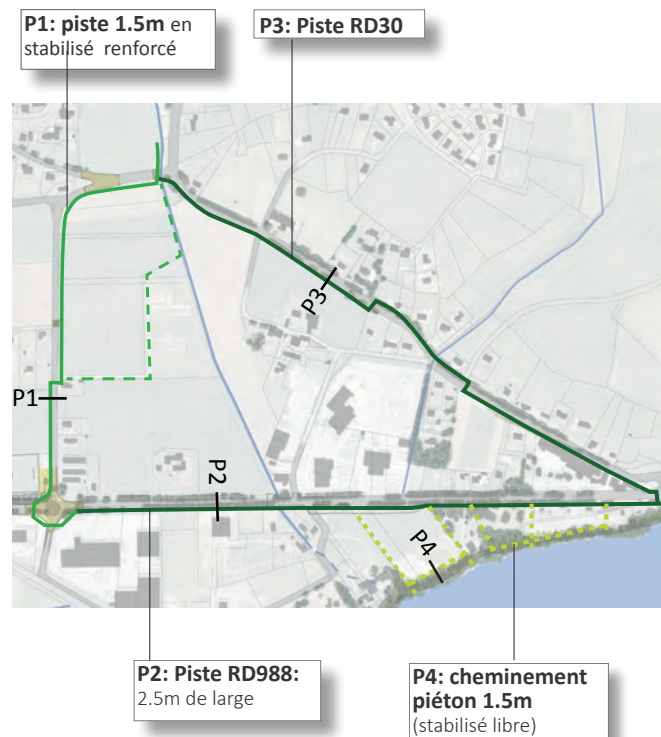 P1: piste 1.5m en
stabilisé renforcé
P3: Piste RD30
P3
P1
P2
P4
P2: Piste RD988:
2.5m de large
P4: cheminement
piéton 1.5m
(stabilisé libre)